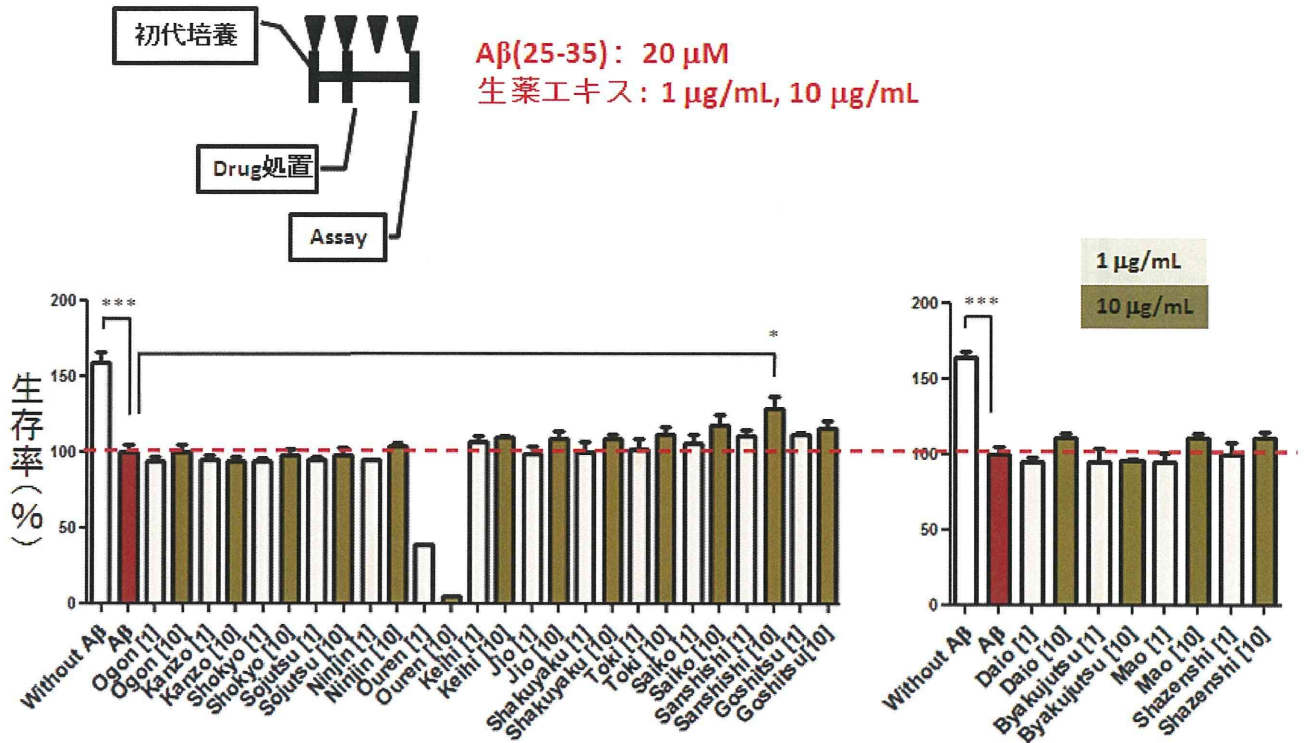 初代培養
Aβ(25-35)： 20 μM
生薬エキス： 1 μg/mL, 10 μg/mL
Drug処置
Assay
1 μg/mL
10 μg/mL
生存率(%)
200
150
100
50
0
***
*
Without Aβ
Aβ
Ogon [1]
Ogon [10]
Kanzo [1]
Kanzo [10]
Shokyo [1]
Shokyo [10]
Sojutsu [1]
Sojutsu [10]
Ninjin [1]
Ninjin [10]
Ouren [1]
Ouren [10]
Keihi [1]
Keihi [10]
Jio [1]
Jio [10]
Shakuyaku [1]
Shakuyaku [10]
Toki [1]
Toki [10]
Saiko [1]
Saiko [10]
Sanshishi [1]
Sanshishi [10]
Goshitsu [1]
Goshitsu [10]
200
150
100
50
0
***
Without Aβ
Aβ
Daio [1]
Daio [10]
Byakujutsu [1]
Byakujutsu [10]
Mao [1]
Mao [10]
Shazenshi [1]
Shazenshi [10]